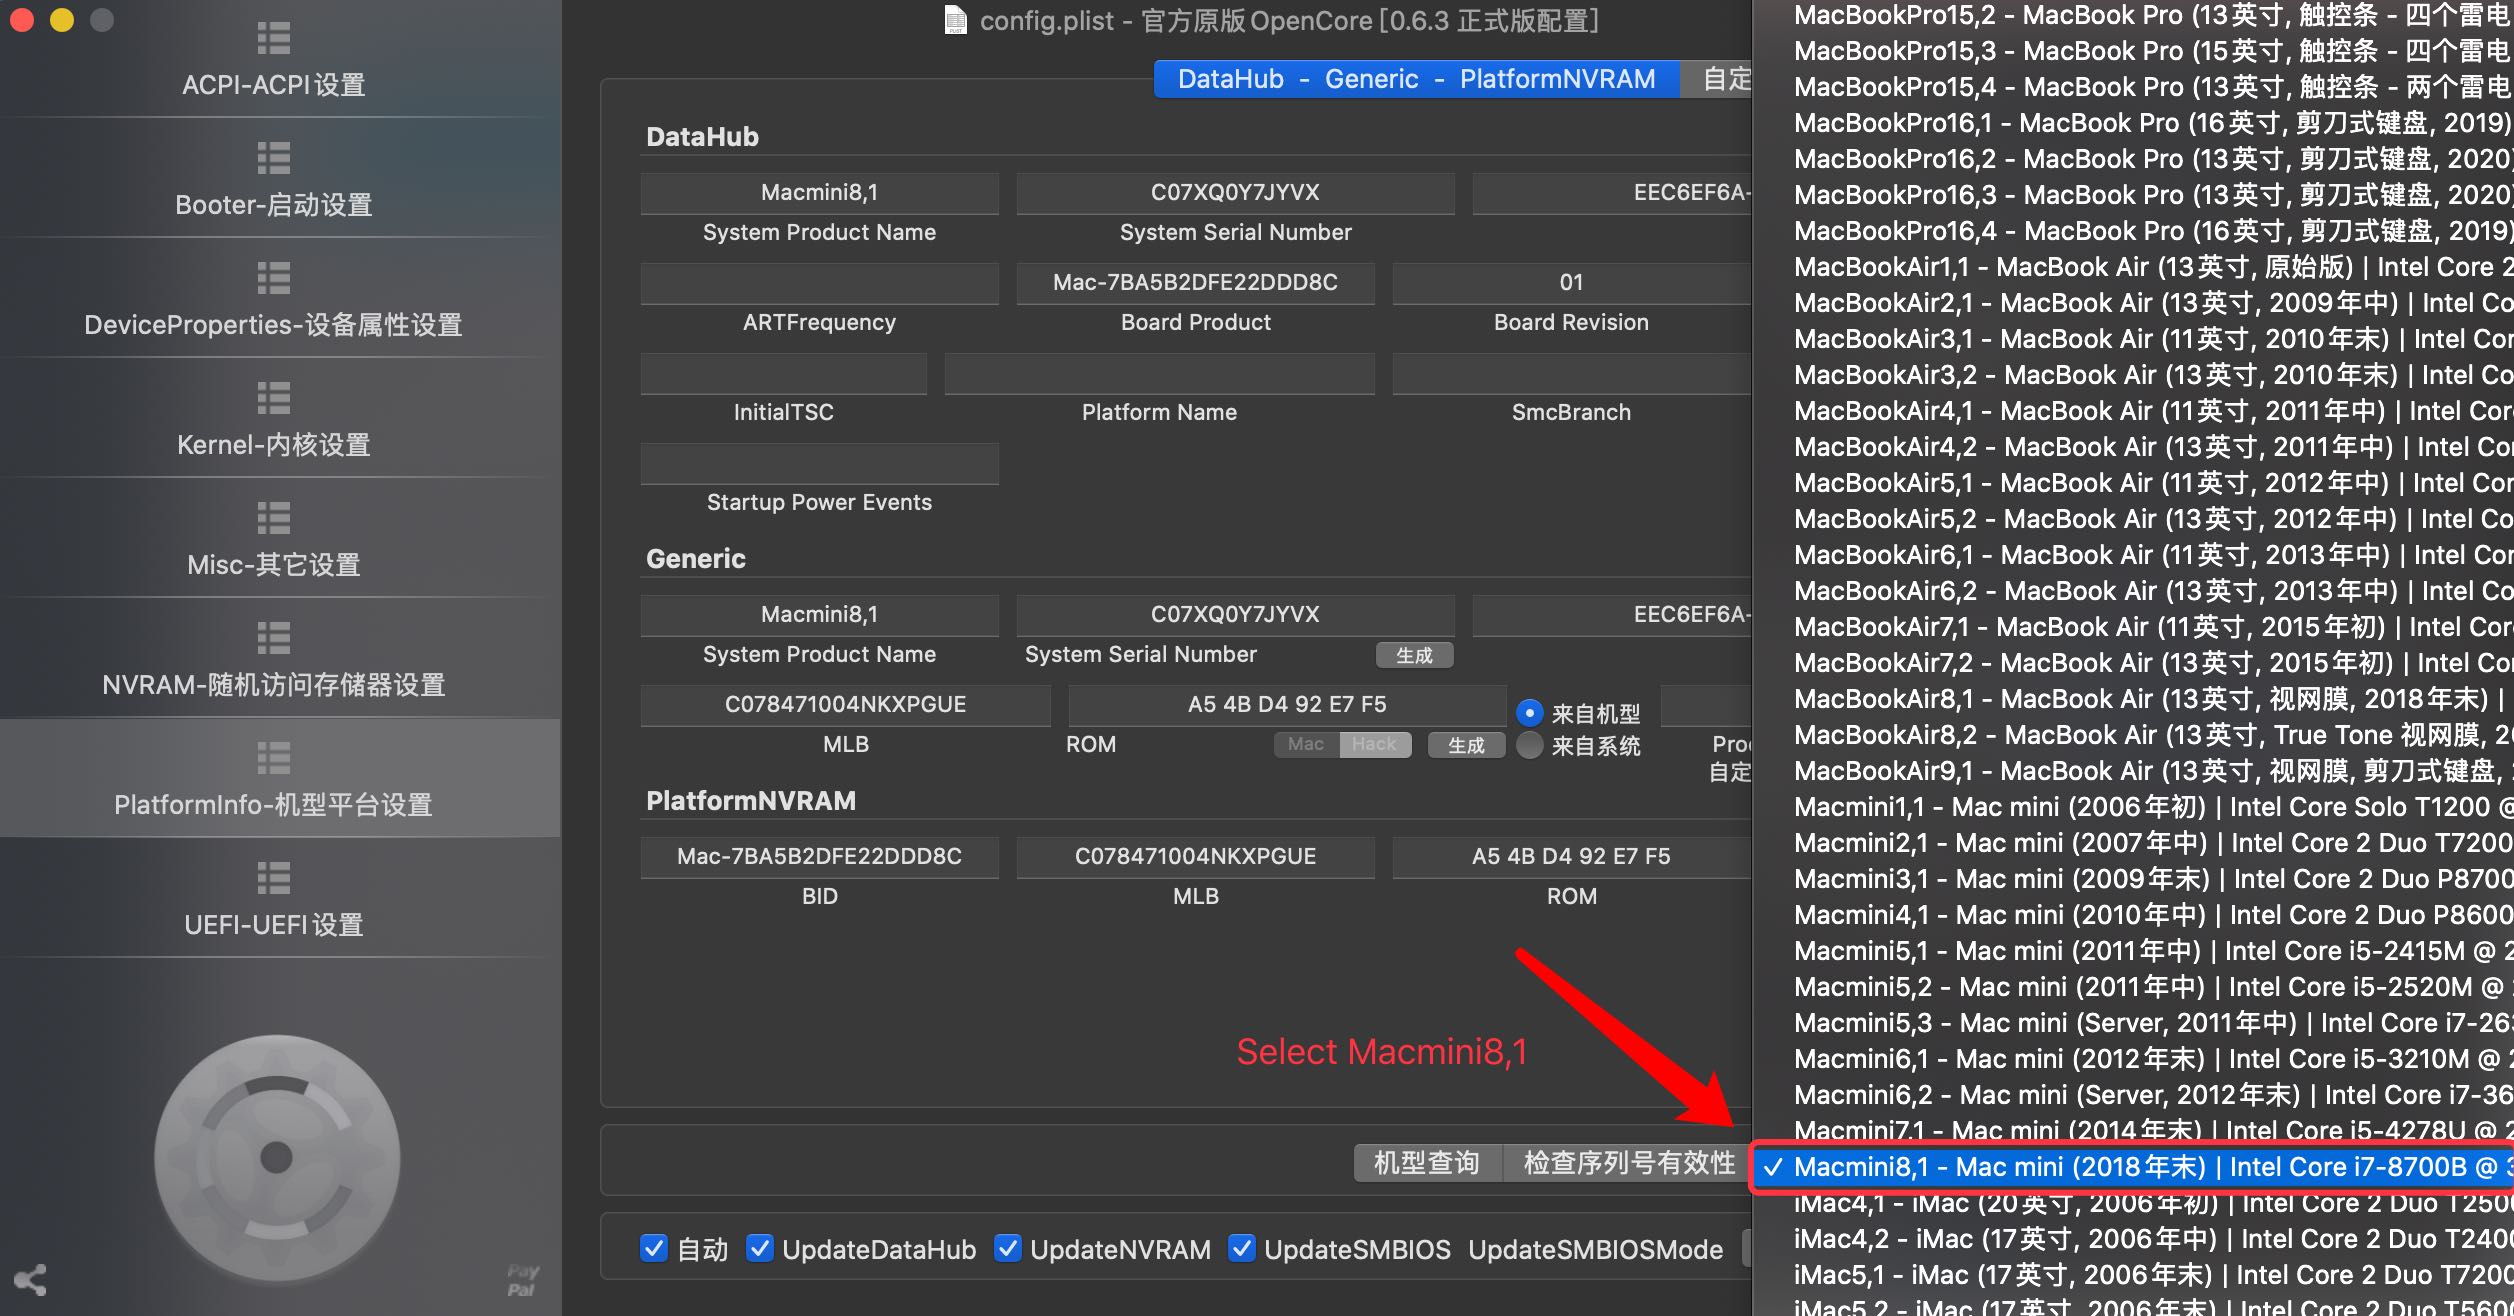 config.plist - 官方原版OpenCore [0.6.3 正式版配置]
ACPI-ACPI设置
Booter-启动设置
DeviceProperties-设备属性设置
Kernel-内核设置
Misc-其它设置
NVRAM-随机访问存储器设置
PlatformInfo-机型平台设置
UEFI-UEFI设置
Pay
Pal
DataHub - Generic - PlatformNVRAM 自定
DataHub
Macmini8,1 C07XQ0Y7JYVX EEC6EF6A-
System Product Name System Serial Number
Mac-7BA5B2DFE22DDD8C 01
ARTFrequency Board Product Board Revision
InitialTSC Platform Name SmcBranch
Startup Power Events
Generic
Macmini8,1 C07XQ0Y7JYVX EEC6EF6A-
System Product Name System Serial Number 生成
C078471004NKXPGUE A5 4B D4 92 E7 F5 来自机型
MLB ROM Mac Hack 生成 来自系统
自定
PlatformNVRAM
Mac-7BA5B2DFE22DDD8C C078471004NKXPGUE A5 4B D4 92 E7 F5
BID MLB ROM
Select Macmini8,1
机型查询 检查序列号有效性
自动 UpdateDataHub UpdateNVRAM UpdateSMBIOS UpdateSMBIOSMode
MacBookPro15,2 - MacBook Pro (13英寸, 触控条 - 四个雷电
MacBookPro15,3 - MacBook Pro (15英寸, 触控条 - 四个雷电
MacBookPro15,4 - MacBook Pro (13英寸, 触控条 - 两个雷电
MacBookPro16,1 - MacBook Pro (16英寸, 剪刀式键盘, 2019)
MacBookPro16,2 - MacBook Pro (13英寸, 剪刀式键盘, 2020)
MacBookPro16,3 - MacBook Pro (13英寸, 剪刀式键盘, 2020)
MacBookPro16,4 - MacBook Pro (16英寸, 剪刀式键盘, 2019)
MacBookAir1,1 - MacBook Air (13英寸, 原始版) | Intel Core 2
MacBookAir2,1 - MacBook Air (13英寸, 2009年中) | Intel Co
MacBookAir3,1 - MacBook Air (11英寸, 2010年末) | Intel Cor
MacBookAir3,2 - MacBook Air (13英寸, 2010年末) | Intel Co
MacBookAir4,1 - MacBook Air (11英寸, 2011年中) | Intel Core
MacBookAir4,2 - MacBook Air (13英寸, 2011年中) | Intel Cor
MacBookAir5,1 - MacBook Air (11英寸, 2012年中) | Intel Cor
MacBookAir5,2 - MacBook Air (13英寸, 2012年中) | Intel Co
MacBookAir6,1 - MacBook Air (11英寸, 2013年中) | Intel Cor
MacBookAir6,2 - MacBook Air (13英寸, 2013年中) | Intel Co
MacBookAir7,1 - MacBook Air (11英寸, 2015年初) | Intel Core
MacBookAir7,2 - MacBook Air (13英寸, 2015年初) | Intel Cor
MacBookAir8,1 - MacBook Air (13英寸, 视网膜, 2018年末) |
MacBookAir8,2 - MacBook Air (13英寸, True Tone 视网膜, 20
MacBookAir9,1 - MacBook Air (13英寸, 视网膜, 剪刀式键盘,
Macmini1,1 - Mac mini (2006年初) | Intel Core Solo T1200 @
Macmini2,1 - Mac mini (2007年中) | Intel Core 2 Duo T7200
Macmini3,1 - Mac mini (2009年末) | Intel Core 2 Duo P8700
Macmini4,1 - Mac mini (2010年中) | Intel Core 2 Duo P8600
Macmini5,1 - Mac mini (2011年中) | Intel Core i5-2415M @ 2
Macmini5,2 - Mac mini (2011年中) | Intel Core i5-2520M @
Macmini5,3 - Mac mini (Server, 2011年中) | Intel Core i7-26
Macmini6,1 - Mac mini (2012年末) | Intel Core i5-3210M @ 2
Macmini6,2 - Mac mini (Server, 2012年末) | Intel Core i7-36
Macmini7,1 - Mac mini (2014年末) | Intel Core i5-4278U @ 2
✓ Macmini8,1 - Mac mini (2018年末) | Intel Core i7-8700B @ 3
iMac4,1 - iMac (20英寸, 2006年初) | Intel Core 2 Duo T2500
iMac4,2 - iMac (17英寸, 2006年中) | Intel Core 2 Duo T2400
iMac5,1 - iMac (17英寸, 2006年末) | Intel Core 2 Duo T7200
iMac5,2 - iMac (17英寸, 2006年末) | Intel Core 2 Duo T560